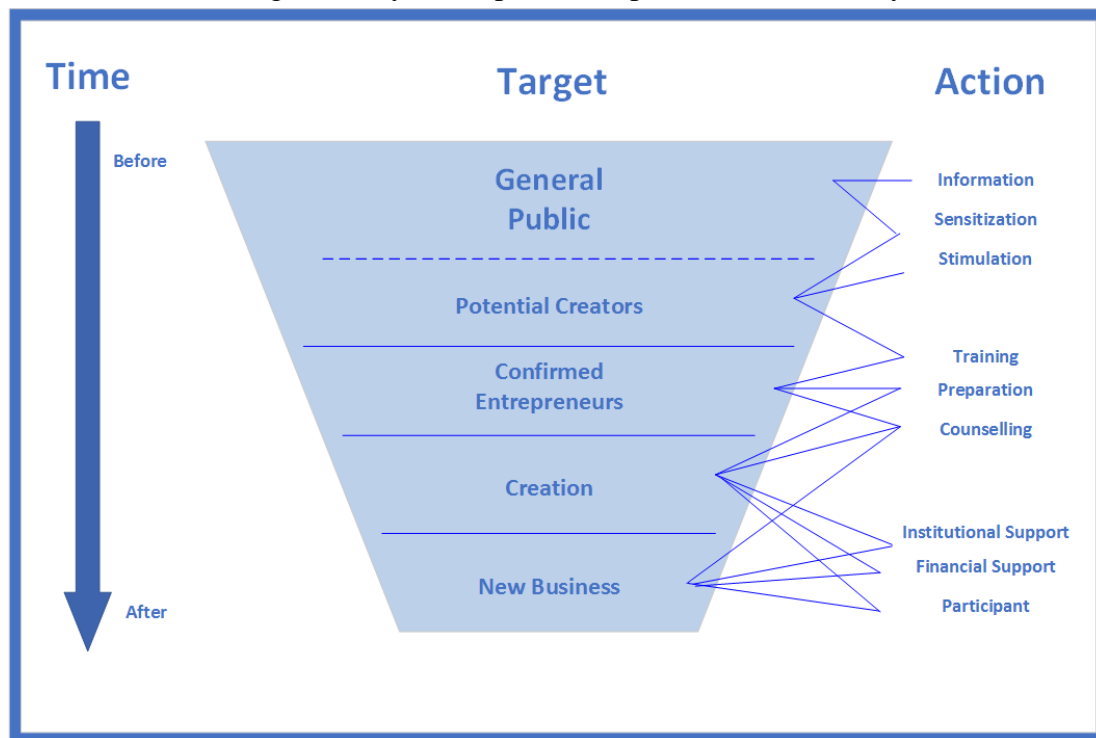 Time
Target
Action
Before
General
Public
Information
Sensitization
Stimulation
Potential Creators
Confirmed
Entrepreneurs
Training
Preparation
Counselling
Creation
Institutional Support
New Business
Financial Support
After
Participant